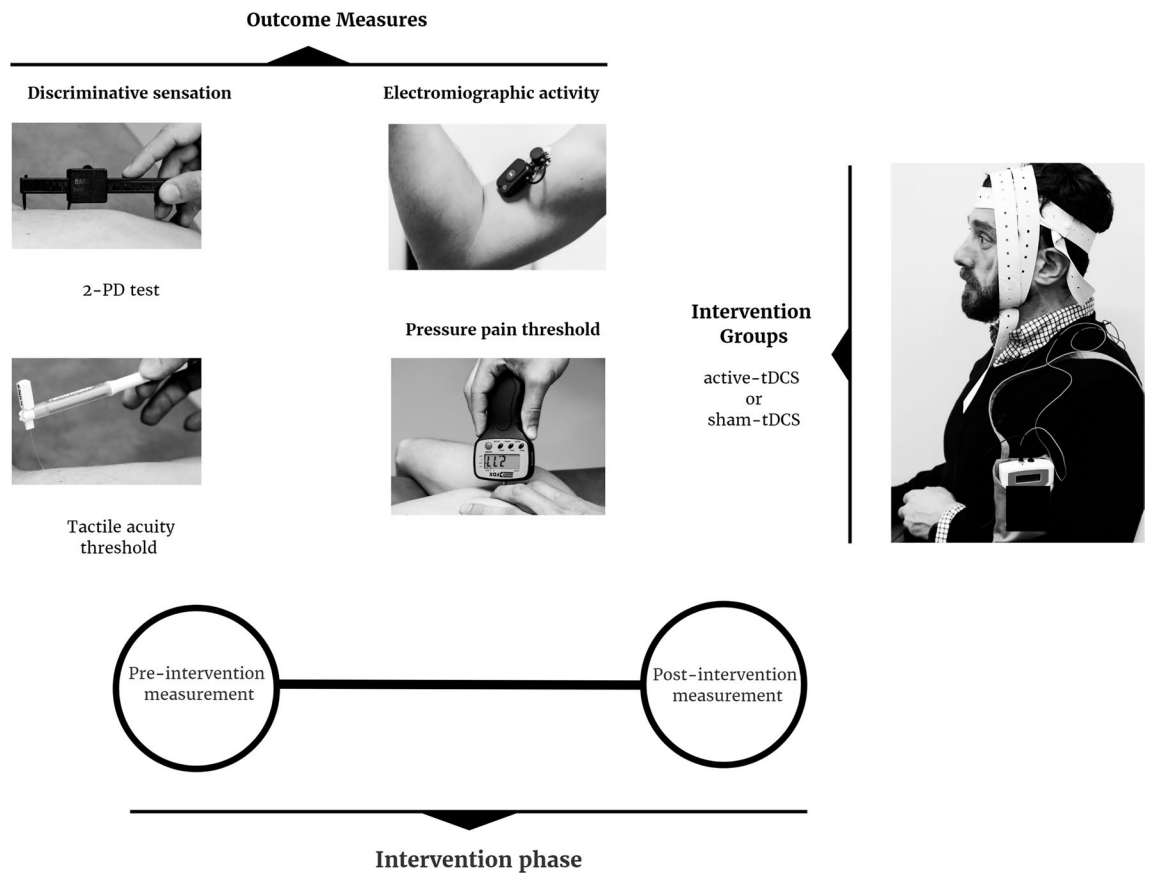 Outcome Measures
Discriminative sensation
Electromiographic activity
2-PD test
Pressure pain threshold
Tactile acuity
threshold
Intervention
Groups
active-tDCS
or
sham-tDCS
Pre-intervention
measurement
Post-intervention
measurement
Intervention phase